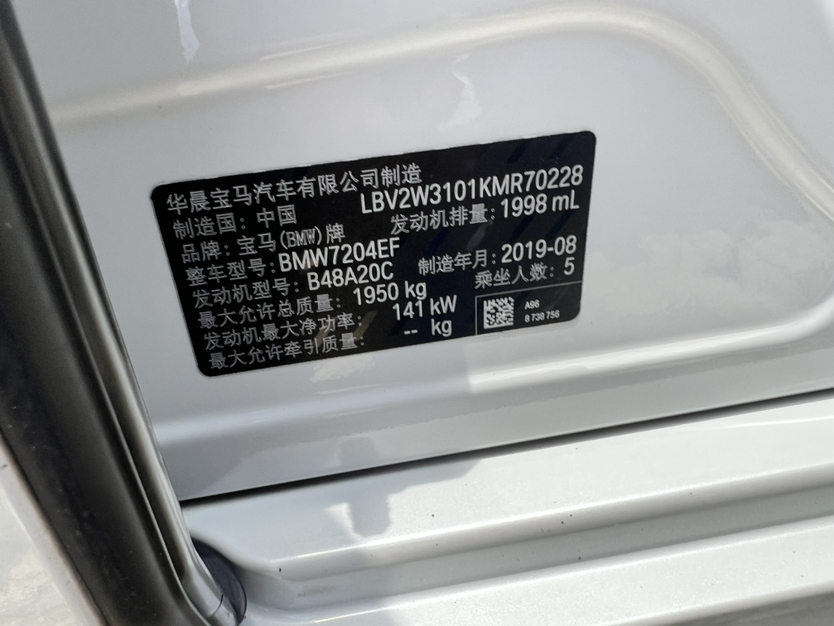 华晨宝马汽车有限公司制造
制造国：中国 LBV2W3101KMR70228
品牌：宝马(BMW)牌 发动机排量：1998 mL
整车型号：BMW7204EF
发动机型号：B48A20C 制造年月：2019-08
最大允许总质量：1950 kg 乘坐人数：5
发动机最大净功率：141 kW
最大允许牵引质量：-- kg
A96
8 738 756